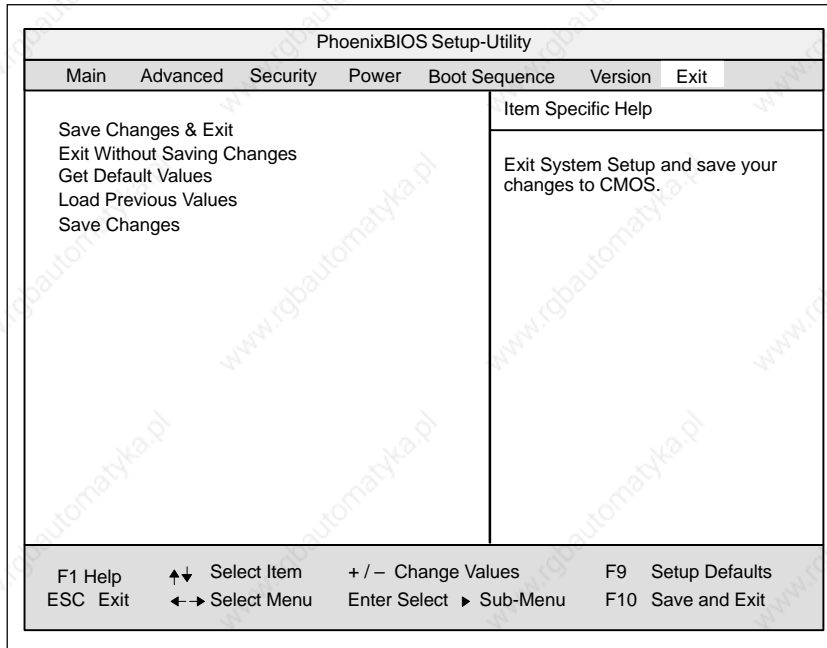 PhoenixBIOS Setup-Utility
Main Advanced Security Power Boot Sequence Version Exit
Save Changes & Exit
Exit Without Saving Changes
Get Default Values
Load Previous Values
Save Changes
Item Specific Help
Exit System Setup and save your
changes to CMOS.
F1 Help ▲▼ Select Item + / – Change Values F9 Setup Defaults
ESC Exit ◄► Select Menu Enter Select ▶ Sub-Menu F10 Save and Exit
www.rgbautomatyka.pl